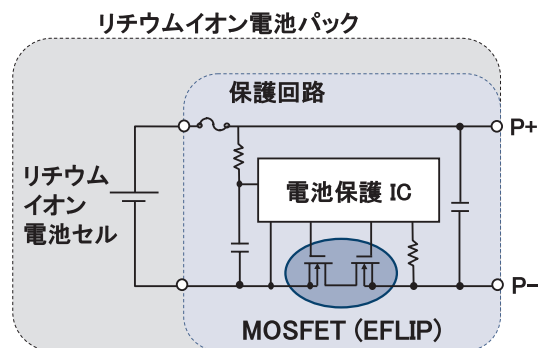 リチウムイオン電池パック
保護回路
P+
リチウム
イオン
電池セル
電池保護 IC
P−
MOSFET (EFLIP)